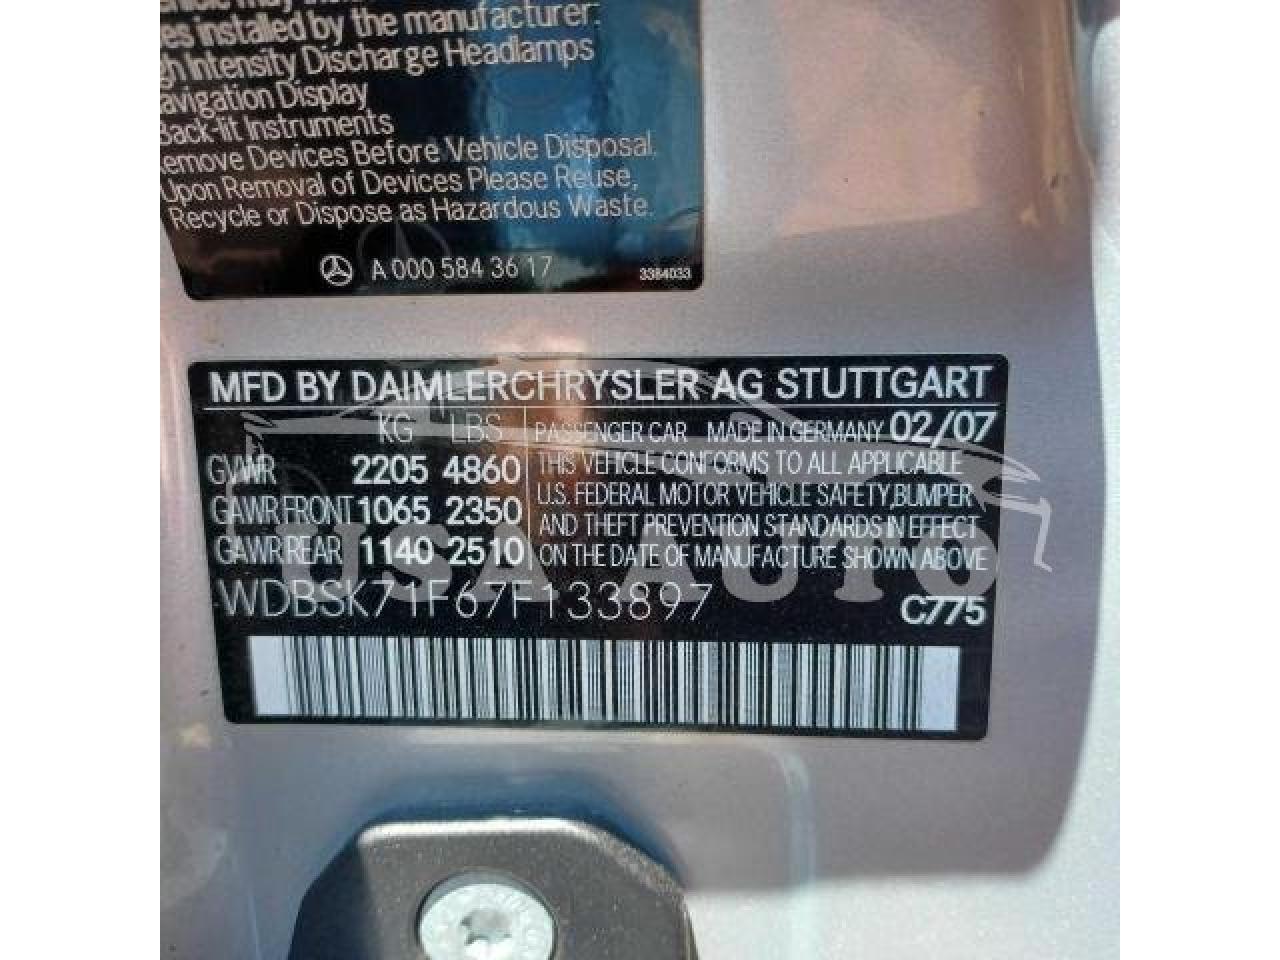 may
es installed by the manufacturer:
gh Intensity Discharge Headlamps
avigation Display
Back-lit Instruments
emove Devices Before Vehicle Disposal.
Upon Removal of Devices Please Reuse,
Recycle or Dispose as Hazardous Waste.
A 000 584 36 17 3384033
MFD BY DAIMLERCHRYSLER AG STUTTGART
KG LBS PASSENGER CAR MADE IN GERMANY 02/07
GVWR 2205 4860 THIS VEHICLE CONFORMS TO ALL APPLICABLE
GAWR FRONT 1065 2350 U.S. FEDERAL MOTOR VEHICLE SAFETY, BUMPER
AND THEFT PREVENTION STANDARDS IN EFFECT
GAWR REAR 1140 2510 ON THE DATE OF MANUFACTURE SHOWN ABOVE
USA AUTO
WDBSK71F67F133897 C775